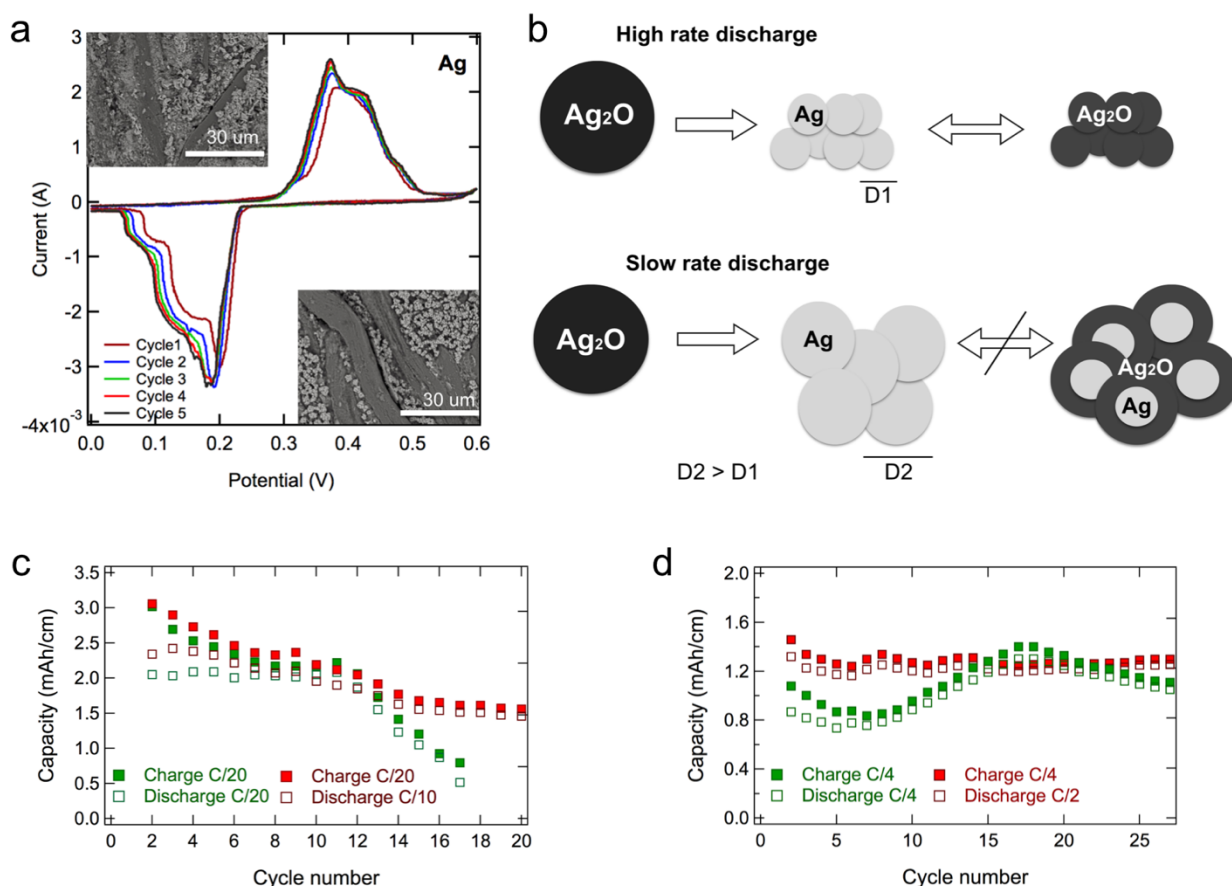 a
3
2
1
0
-1
-2
-3
-4x10⁻³
Current (A)
0.0 0.1 0.2 0.3 0.4 0.5 0.6
Potential (V)
Ag
30 um
30 um
Cycle1
Cycle 2
Cycle 3
Cycle 4
Cycle 5
b
High rate discharge
Ag₂O
Ag
Ag₂O
D1
Slow rate discharge
Ag₂O
Ag
Ag₂O
Ag
D2 > D1
D2
c
3.5
3.0
2.5
2.0
1.5
1.0
0.5
0.0
Capacity (mAh/cm)
Charge C/20
Discharge C/20
Charge C/20
Discharge C/10
2 4 6 8 10 12 14 16 18 20
Cycle number
d
2.0
1.6
1.2
0.8
0.4
0.0
Capacity (mAh/cm)
Charge C/4
Discharge C/4
Charge C/4
Discharge C/2
0 5 10 15 20 25
Cycle number